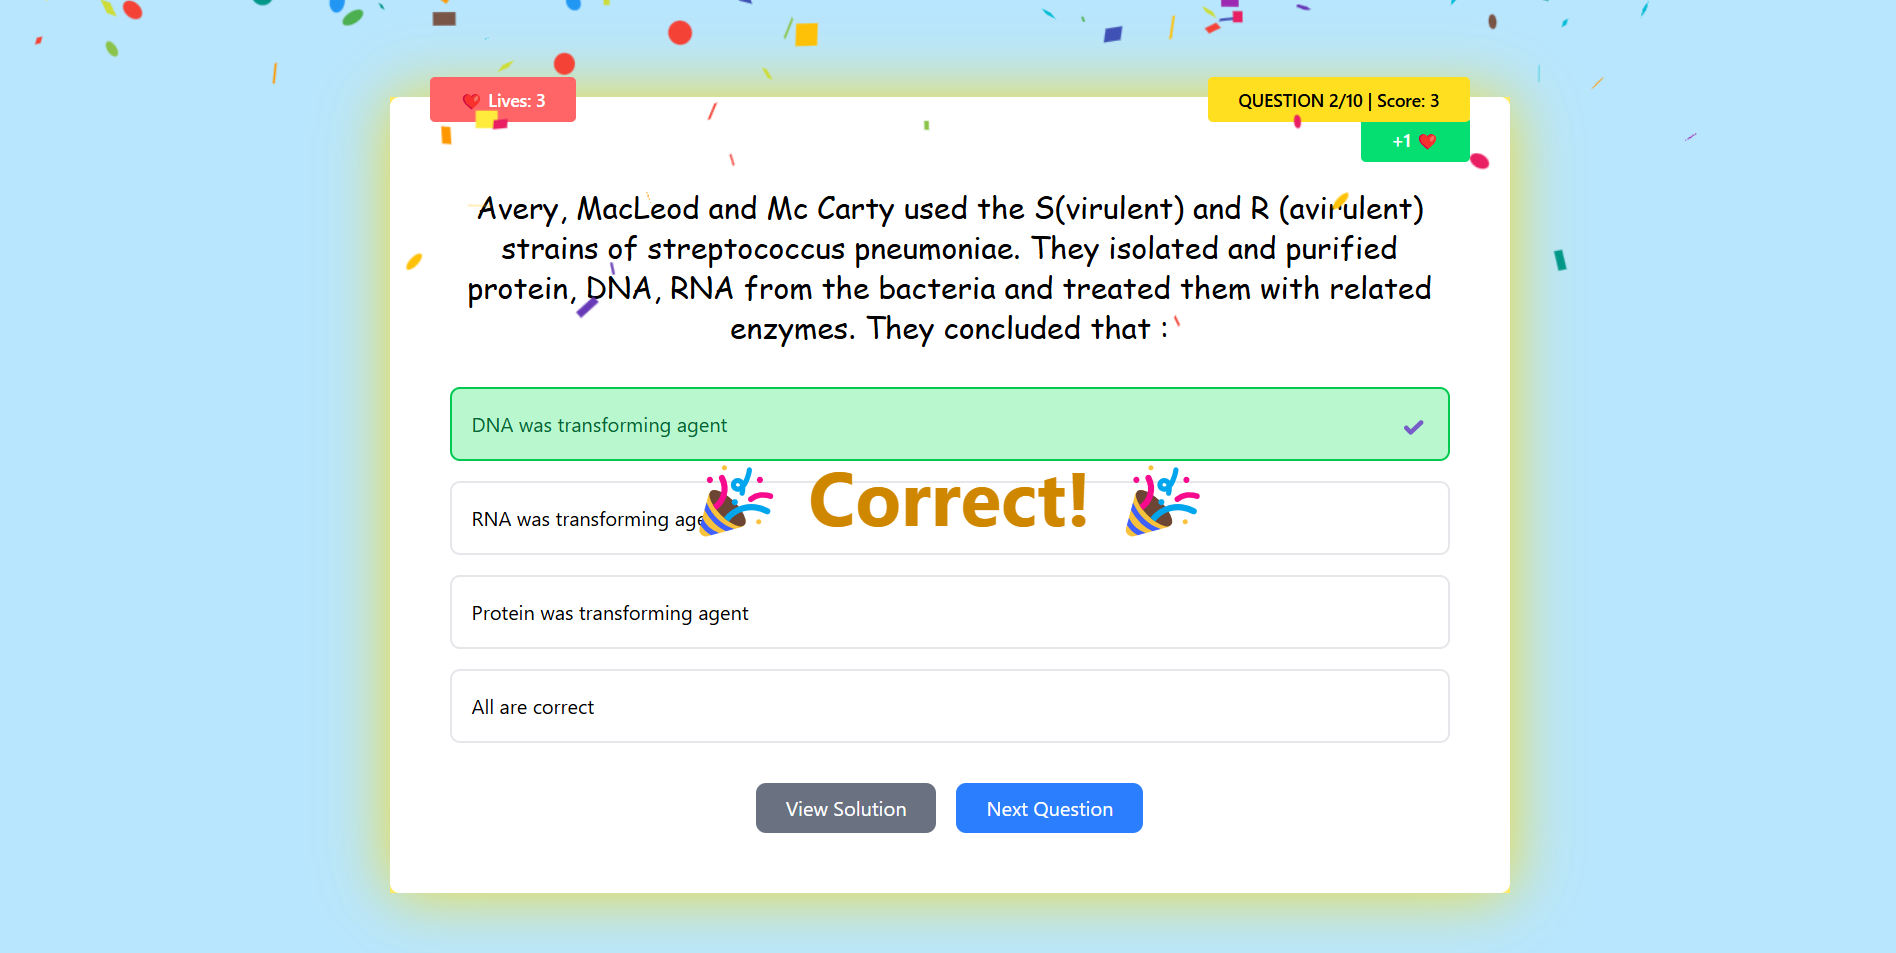 Lives: 3
QUESTION 2/10 | Score: 3
+1
Avery, MacLeod and Mc Carty used the S(virulent) and R (avirulent)
strains of streptococcus pneumoniae. They isolated and purified
protein, DNA, RNA from the bacteria and treated them with related
enzymes. They concluded that :
DNA was transforming agent
Correct!
RNA was transforming age
Protein was transforming agent
All are correct
View Solution
Next Question